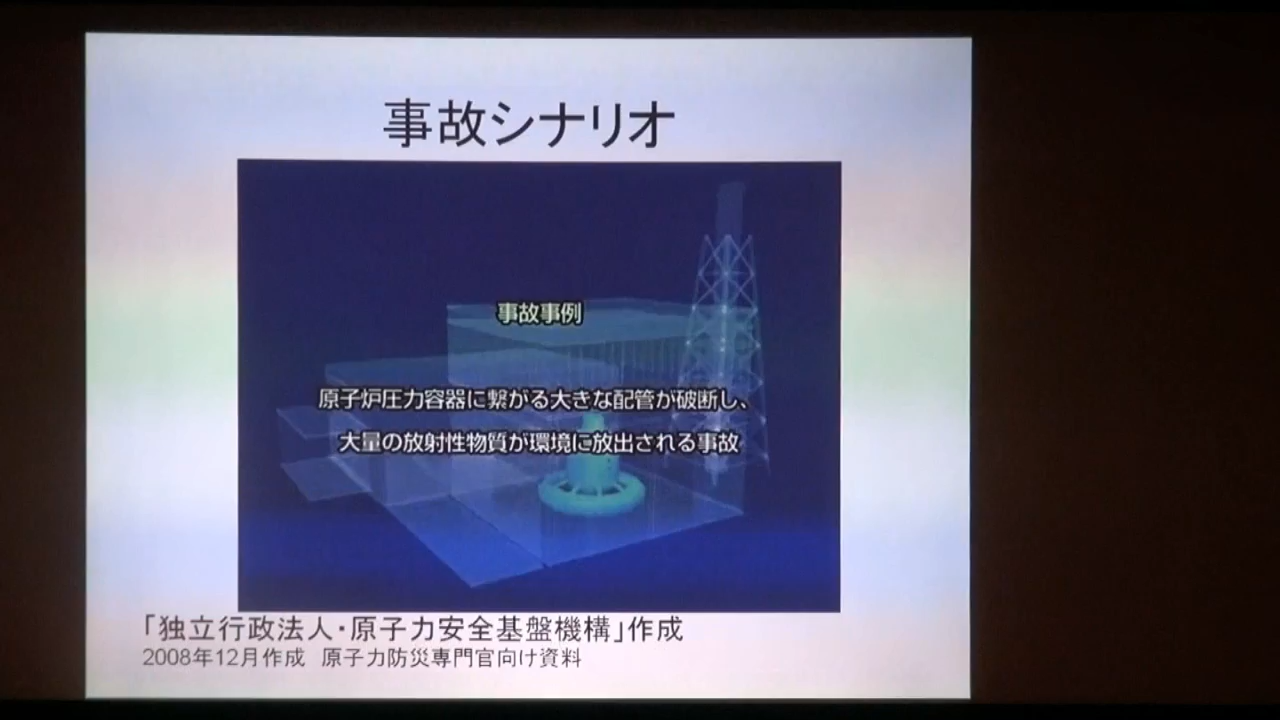 事故シナリオ
事故事例
原子炉圧力容器に繋がる大きな配管が破断し、
大量の放射性物質が環境に放出される事故
「独立行政法人・原子力安全基盤機構」作成
2008年12月作成 原子力防災専門官向け資料